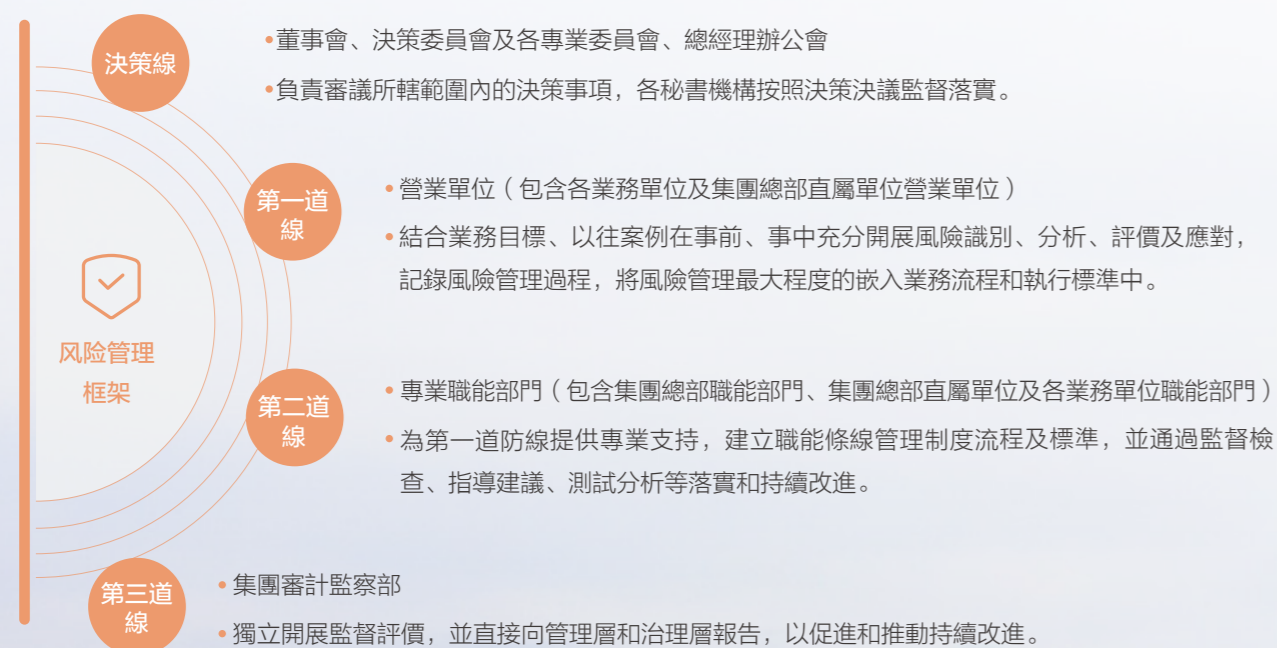 決策線
•董事會、決策委員會及各專業委員會、總經理辦公會
•負責審議所轄範圍內的決策事項，各秘書機構按照決策決議監督落實。
第一道
線
•營業單位（包含各業務單位及集團總部直屬單位營業單位）
•結合業務目標、以往案例在事前、事中充分開展風險識別、分析、評價及應對，
記錄風險管理過程，將風險管理最大程度的嵌入業務流程和執行標準中。
风险管理
框架
第二道
線
•專業職能部門（包含集團總部職能部門、集團總部直屬單位及各業務單位職能部門）
•為第一道防線提供專業支持，建立職能條線管理制度流程及標準，並通過監督檢
查、指導建議、測試分析等落實和持續改進。
第三道
線
•集團審計監察部
•獨立開展監督評價，並直接向管理層和治理層報告，以促進和推動持續改進。